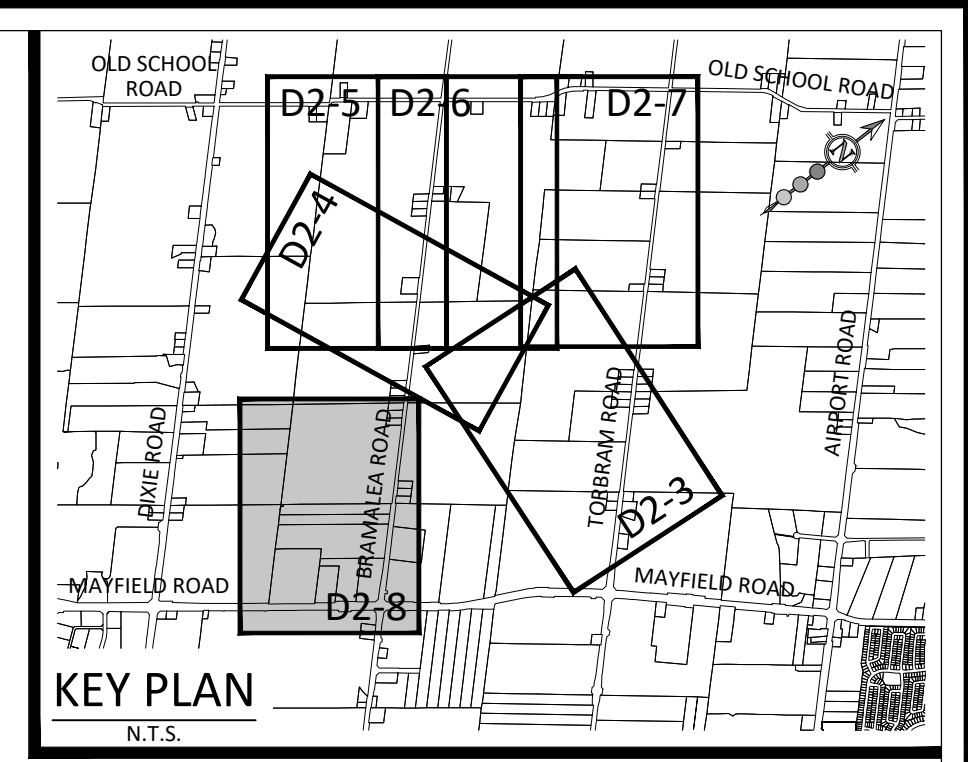 OLD SCHOOL
ROAD
OLD SCHOOL ROAD
D2-5
D2-6
D2-7
N
D2-4
DIXIE ROAD
BRAMALEA ROAD
TORBRAM ROAD
AIRPORT ROAD
D2-3
MAYFIELD ROAD
MAYFIELD ROAD
D2-8
KEY PLAN
N.T.S.